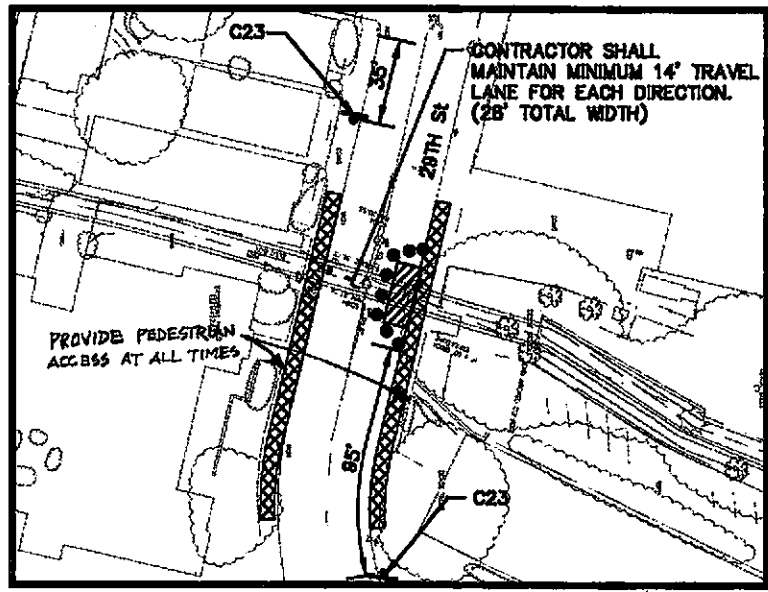 C23
35'
CONTRACTOR SHALL
MAINTAIN MINIMUM 14' TRAVEL
LANE FOR EACH DIRECTION.
(28' TOTAL WIDTH)
29TH St
PROVIDE PEDESTRIAN
ACCESS AT ALL TIMES
85'
C23